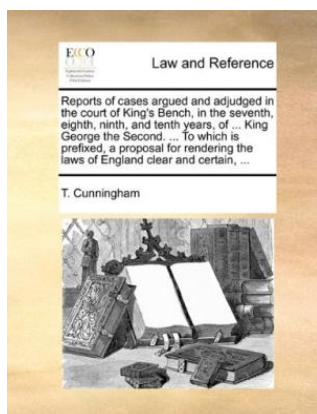 ECCO
Law and Reference
Reports of cases argued and adjudged in
the court of King's Bench, in the seventh,
eighth, ninth, and tenth years, of ... King
George the Second. ... To which is
prefixed, a proposal for rendering the
laws of England clear and certain, ...
T. Cunningham